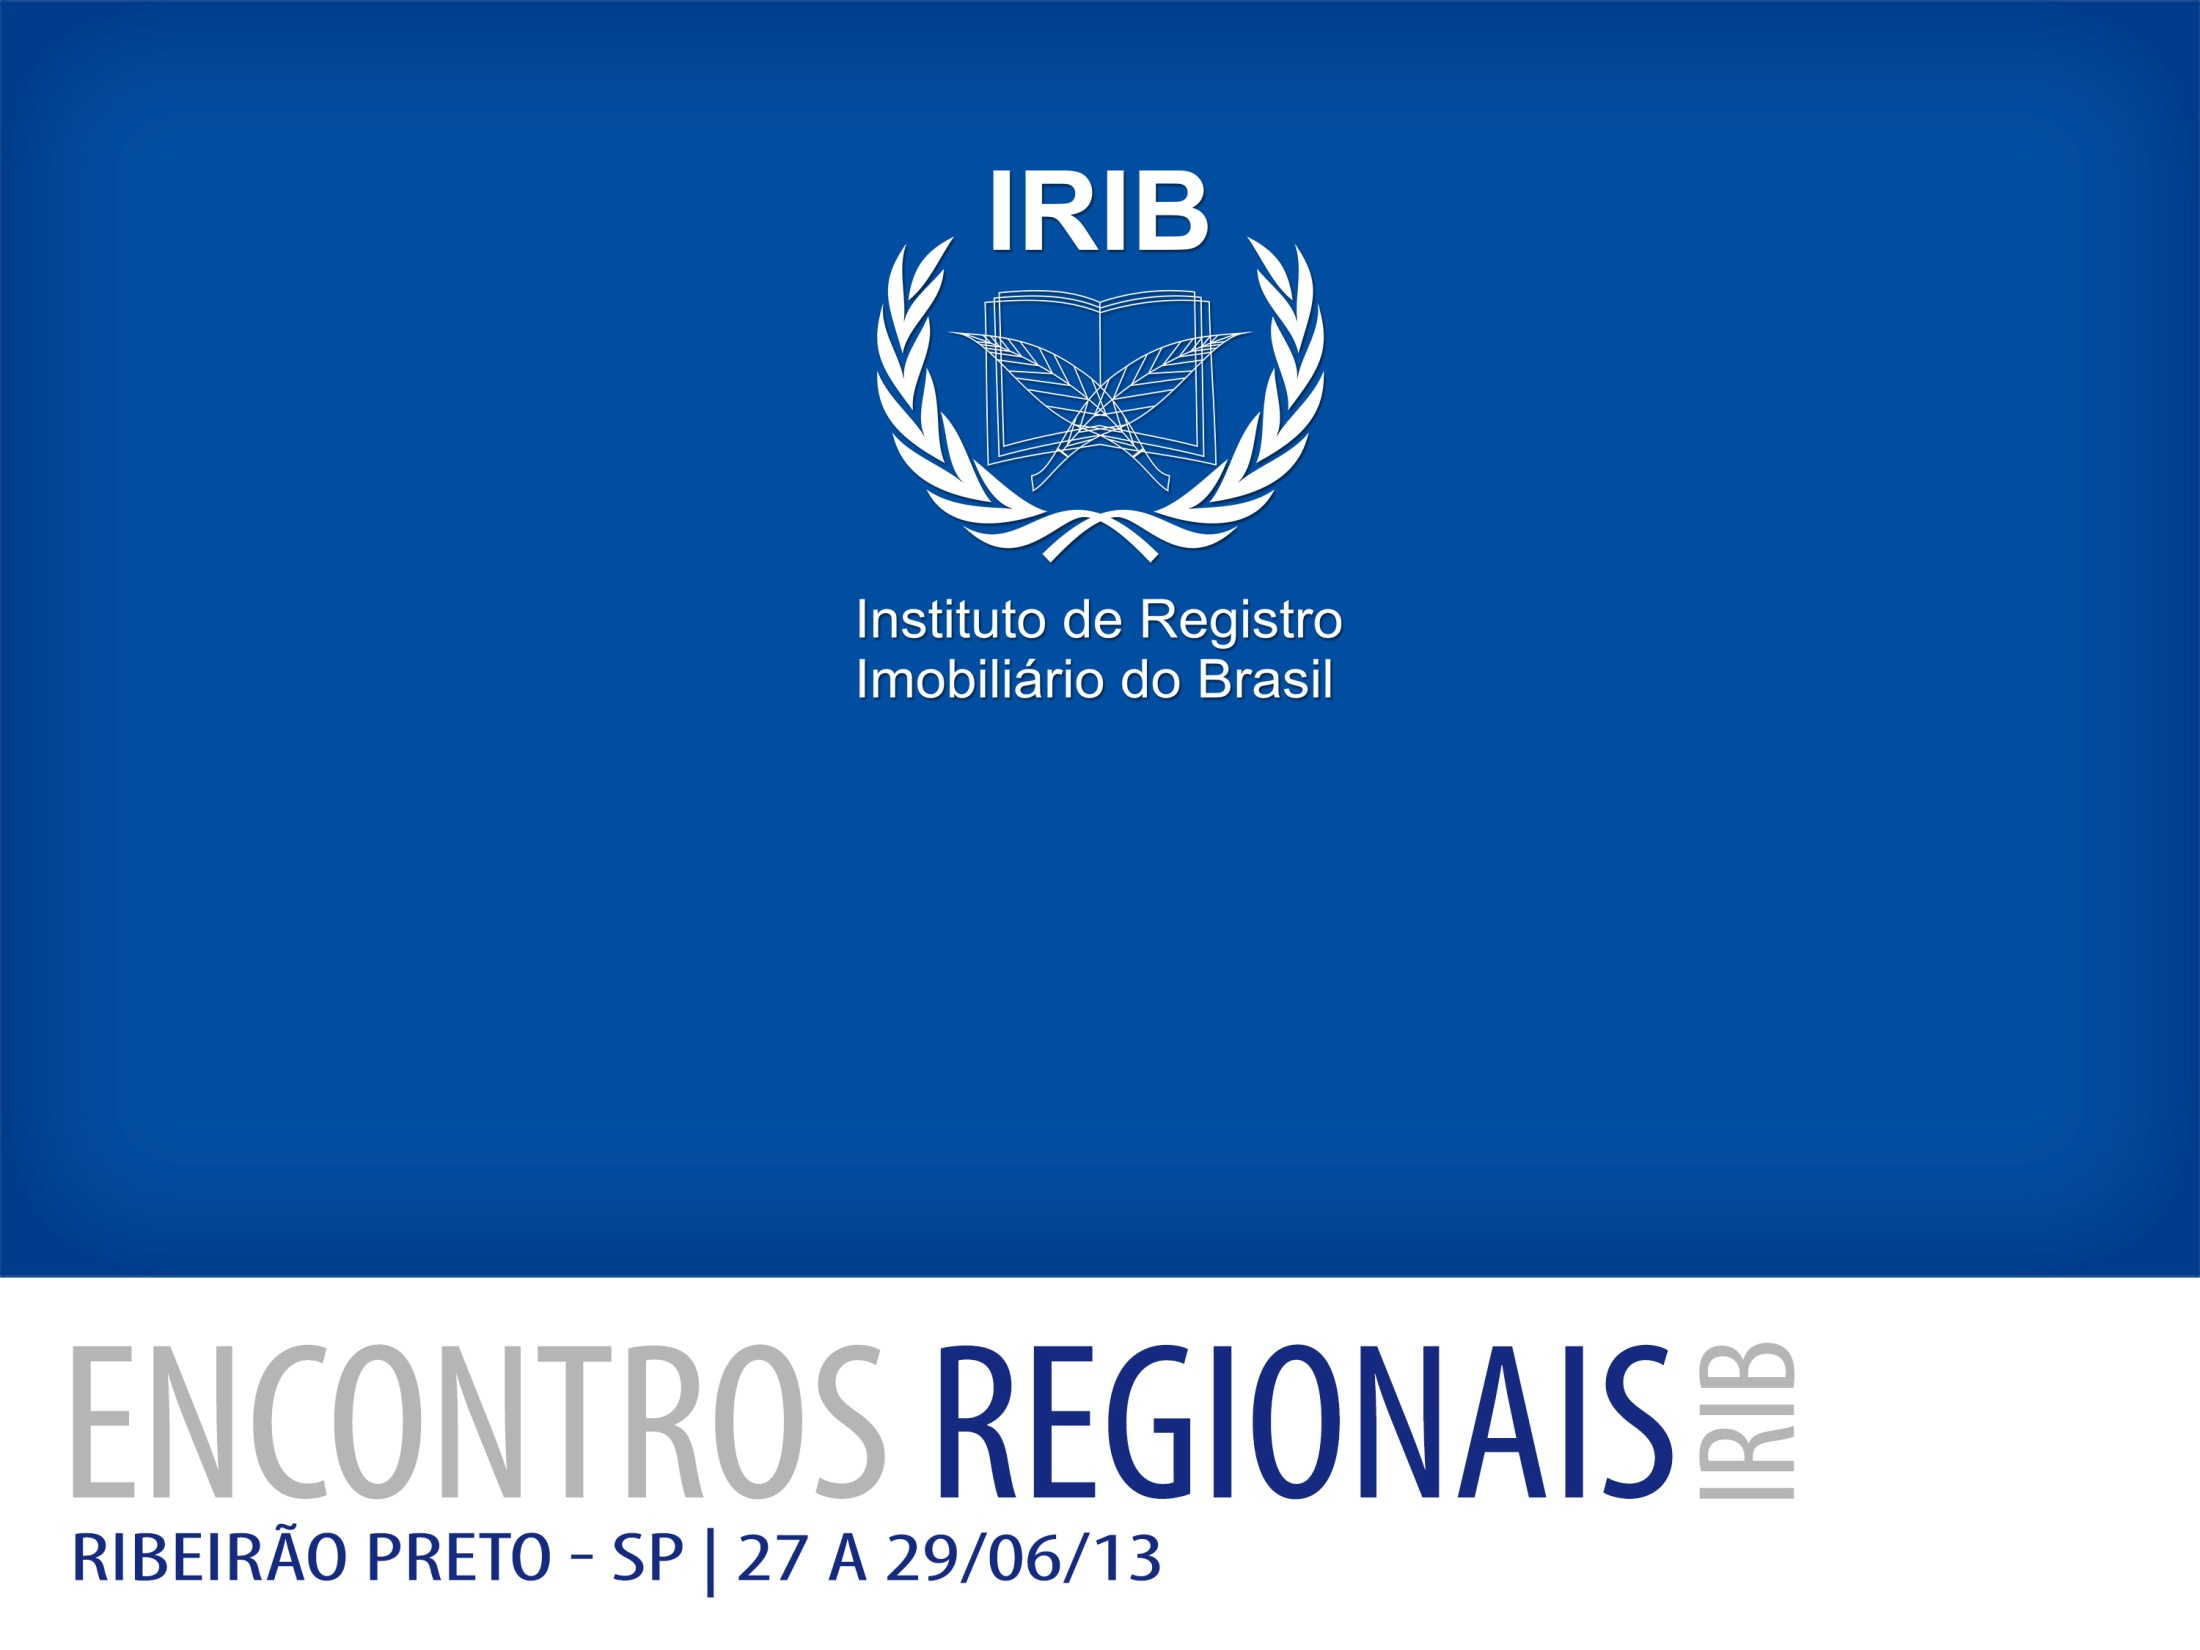 IRIB
Instituto de Registro
Imobiliário do Brasil
ENCONTROS REGIONAIS IRIB
RIBEIRÃO PRETO – SP | 27 A 29/06/13